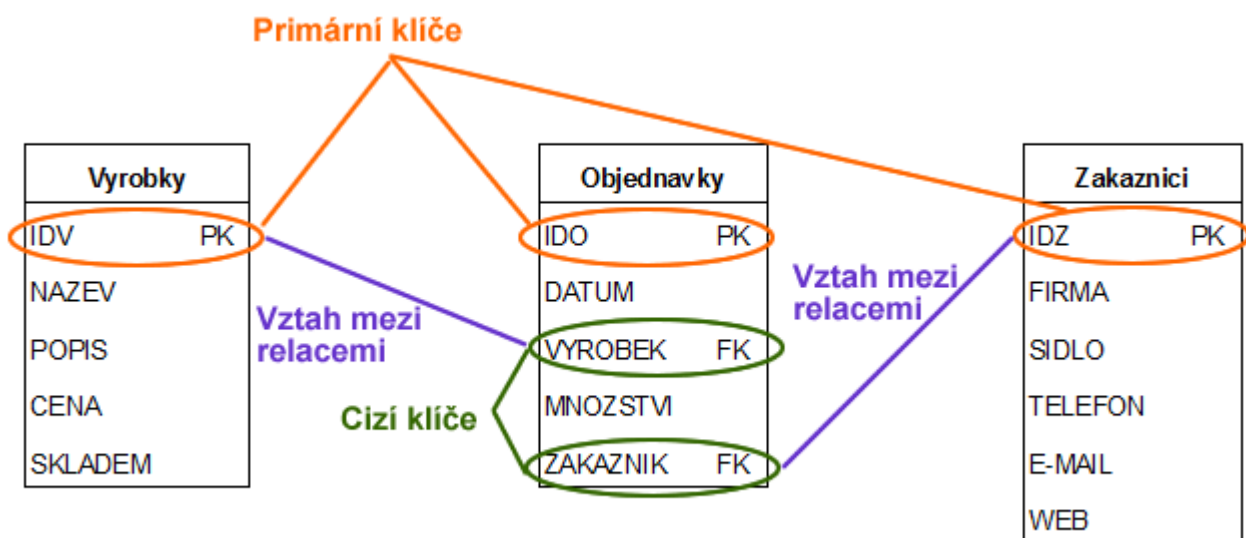 Primární klíče
Vyrobky
IDV PK
NAZEV
POPIS
CENA
SKLADEM
Vztah mezi
relacemi
Cizí klíče
Objednavky
IDO PK
DATUM
VYROBEK FK
MNOZSTVI
ZAKAZNIK FK
Vztah mezi
relacemi
Zakaznici
IDZ PK
FIRMA
SIDLO
TELEFON
E-MAIL
WEB